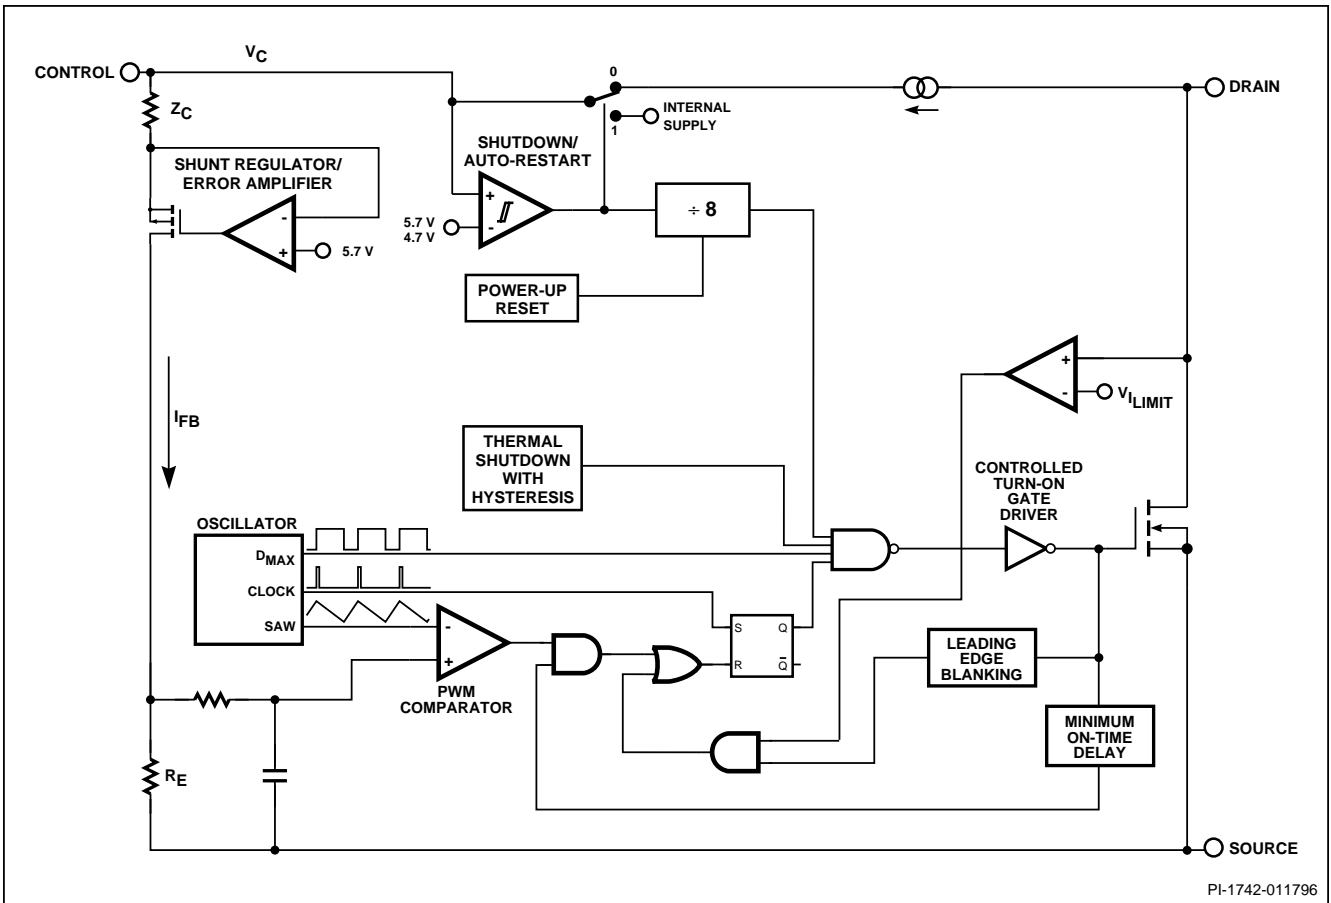 V_C
CONTROL
0
DRAIN
Z_C
INTERNAL
SUPPLY
1
SHUTDOWN/
AUTO-RESTART
SHUNT REGULATOR/
ERROR AMPLIFIER
+
-
÷ 8
-
5.7 V
4.7 V
+
5.7 V
POWER-UP
RESET
+
-
V_I_LIMIT
I_FB
THERMAL
SHUTDOWN
WITH
HYSTERESIS
CONTROLLED
TURN-ON
GATE
DRIVER
OSCILLATOR
D_MAX
CLOCK
SAW
-
+
PWM
COMPARATOR
S
Q
R
Q̅
LEADING
EDGE
BLANKING
MINIMUM
ON-TIME
DELAY
R_E
SOURCE
PI-1742-011796